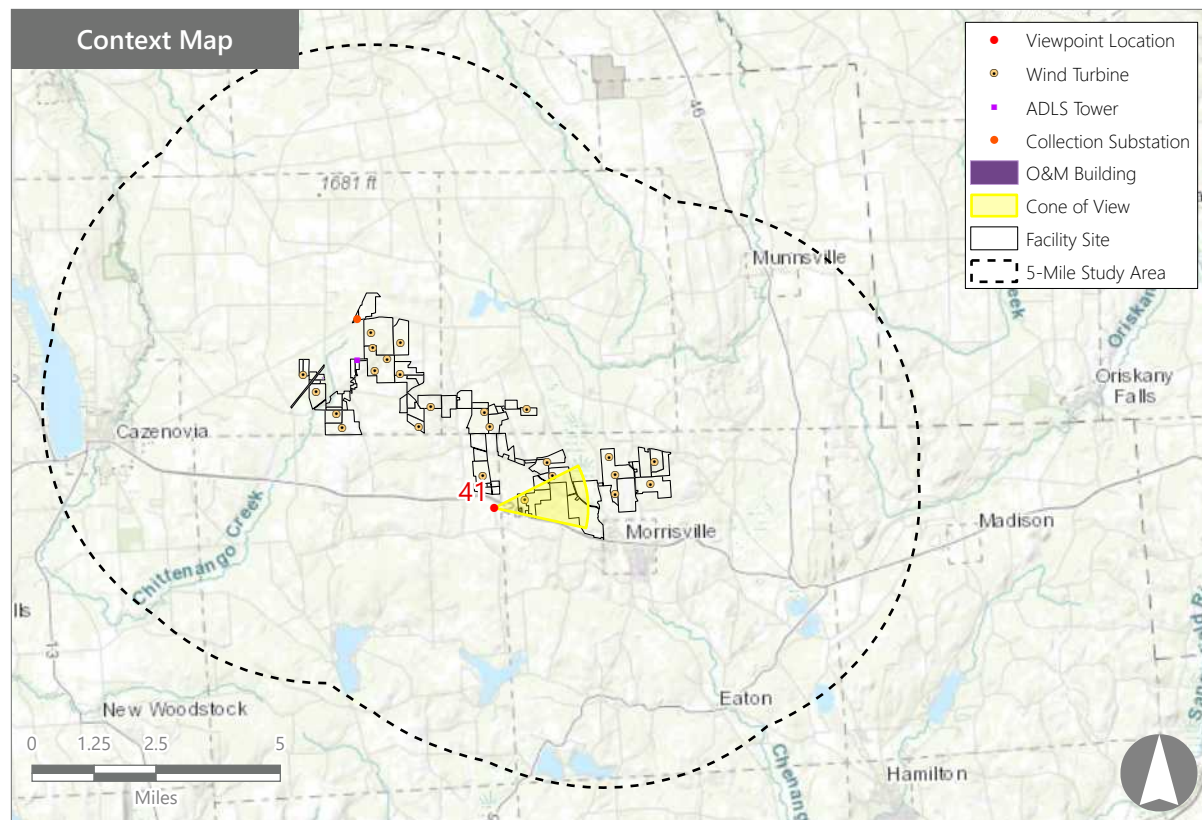 Context Map
Viewpoint Location
Wind Turbine
ADLS Tower
Collection Substation
O&M Building
Cone of View
Facility Site
5-Mile Study Area
46
1681 ft
Munnsville
Oriskany
Falls
Cazenovia
41
Morrisville
Madison
Chittenango Creek
lls
13
New Woodstock
Eaton
Hamilton
0 1.25 2.5 5
Miles